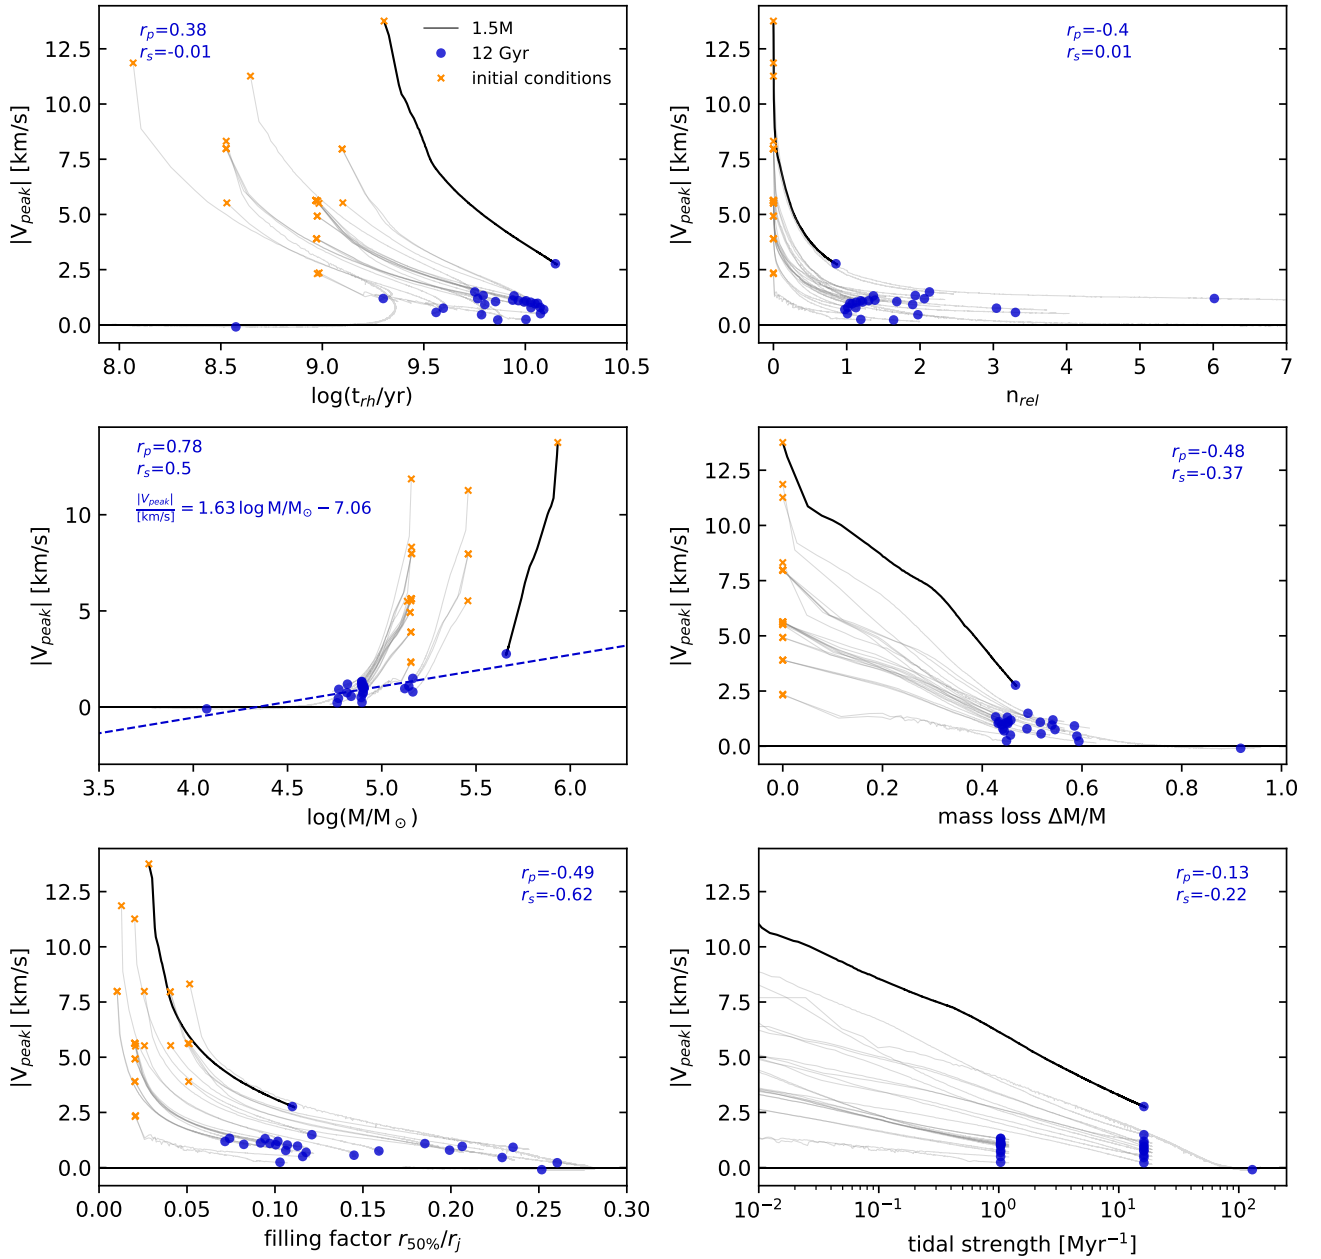 |V_peak| [km/s]
12.5
10.0
7.5
5.0
2.5
0.0
r_p=0.38
r_s=-0.01
1.5M
12 Gyr
initial conditions
8.0 8.5 9.0 9.5 10.0 10.5
log(t_rh/yr)
|V_peak| [km/s]
12.5
10.0
7.5
5.0
2.5
0.0
r_p=-0.4
r_s=0.01
0 1 2 3 4 5 6 7
n_rel
|V_peak| [km/s]
10
5
0
r_p=0.78
r_s=0.5
|V_peak|/[km/s] = 1.63 log M/M⊙ − 7.06
3.5 4.0 4.5 5.0 5.5 6.0
log(M/M⊙)
|V_peak| [km/s]
12.5
10.0
7.5
5.0
2.5
0.0
r_p=-0.48
r_s=-0.37
0.0 0.2 0.4 0.6 0.8 1.0
mass loss ΔM/M
|V_peak| [km/s]
12.5
10.0
7.5
5.0
2.5
0.0
r_p=-0.49
r_s=-0.62
0.00 0.05 0.10 0.15 0.20 0.25 0.30
filling factor r_50%/r_j
|V_peak| [km/s]
12.5
10.0
7.5
5.0
2.5
0.0
r_p=-0.13
r_s=-0.22
10⁻² 10⁻¹ 10⁰ 10¹ 10²
tidal strength [Myr⁻¹]